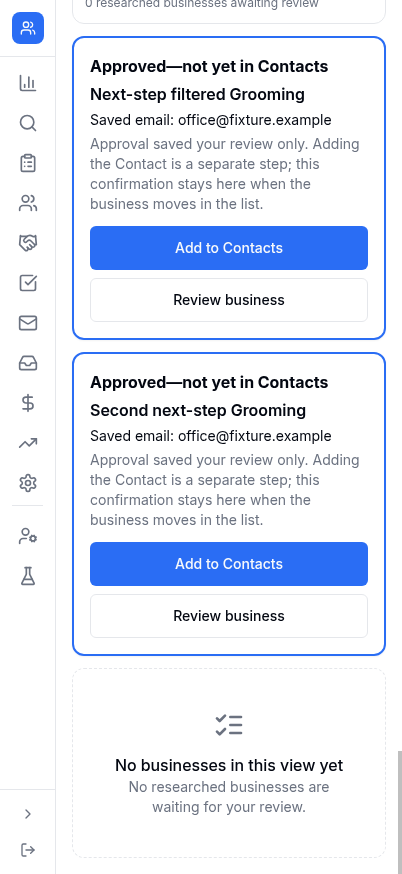 0 researched businesses awaiting review
Approved—not yet in Contacts
Next-step filtered Grooming
Saved email: office@fixture.example
Approval saved your review only. Adding
the Contact is a separate step; this
confirmation stays here when the
business moves in the list.
Add to Contacts
Review business
Approved—not yet in Contacts
Second next-step Grooming
Saved email: office@fixture.example
Approval saved your review only. Adding
the Contact is a separate step; this
confirmation stays here when the
business moves in the list.
Add to Contacts
Review business
No businesses in this view yet
No researched businesses are
waiting for your review.